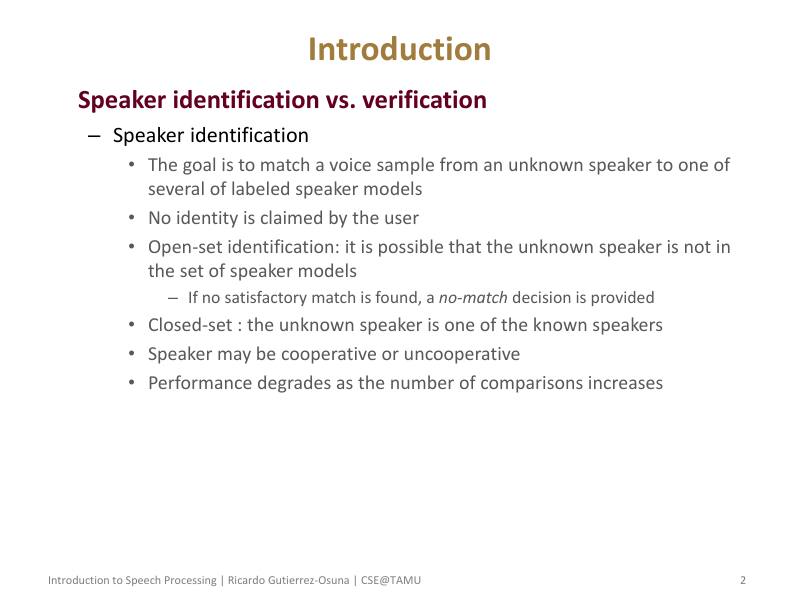 Introduction
Speaker identification vs. verification
– Speaker identification
• The goal is to match a voice sample from an unknown speaker to one of
several of labeled speaker models
• No identity is claimed by the user
• Open-set identification: it is possible that the unknown speaker is not in
the set of speaker models
– If no satisfactory match is found, a no-match decision is provided
• Closed-set : the unknown speaker is one of the known speakers
• Speaker may be cooperative or uncooperative
• Performance degrades as the number of comparisons increases
Introduction to Speech Processing | Ricardo Gutierrez-Osuna | CSE@TAMU 2